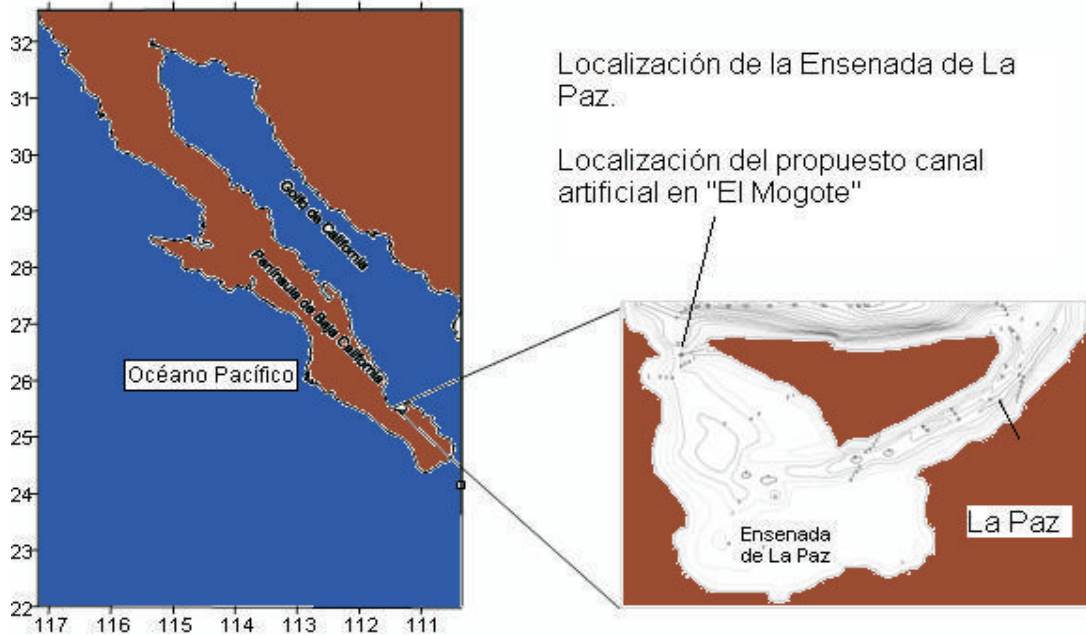 32
31
30
29
28
27
26
25
24
23
22
117 116 115 114 113 112 111
Golfo de California
Península de Baja California
Océano Pacífico
Localización de la Ensenada de La
Paz.
Localización del propuesto canal
artificial en "El Mogote"
Ensenada
de La Paz
La Paz